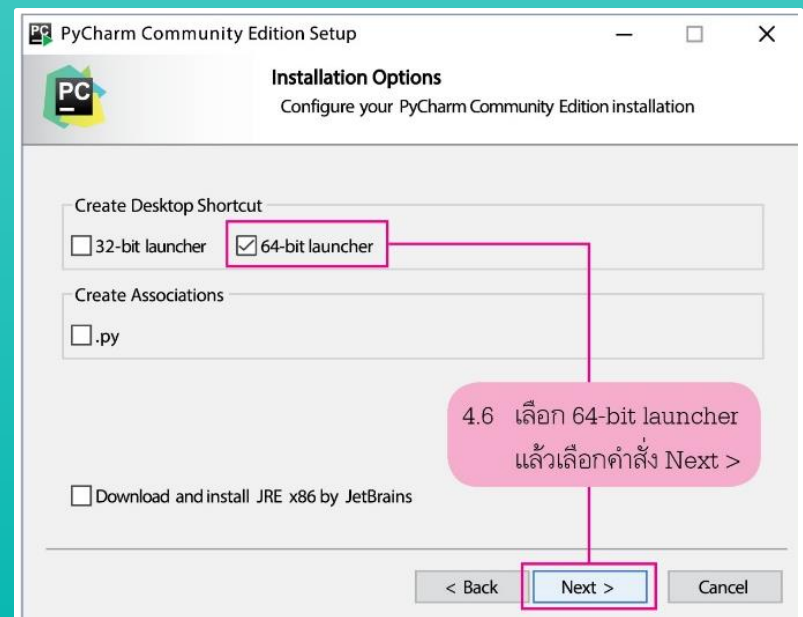 PyCharm Community Edition Setup
PC
Installation Options
Configure your PyCharm Community Edition installation
Create Desktop Shortcut
32-bit launcher 64-bit launcher
Create Associations
.py
4.6 เลือก 64-bit launcher
แล้วเลือกคำสั่ง Next >
Download and install JRE x86 by JetBrains
< Back Next > Cancel